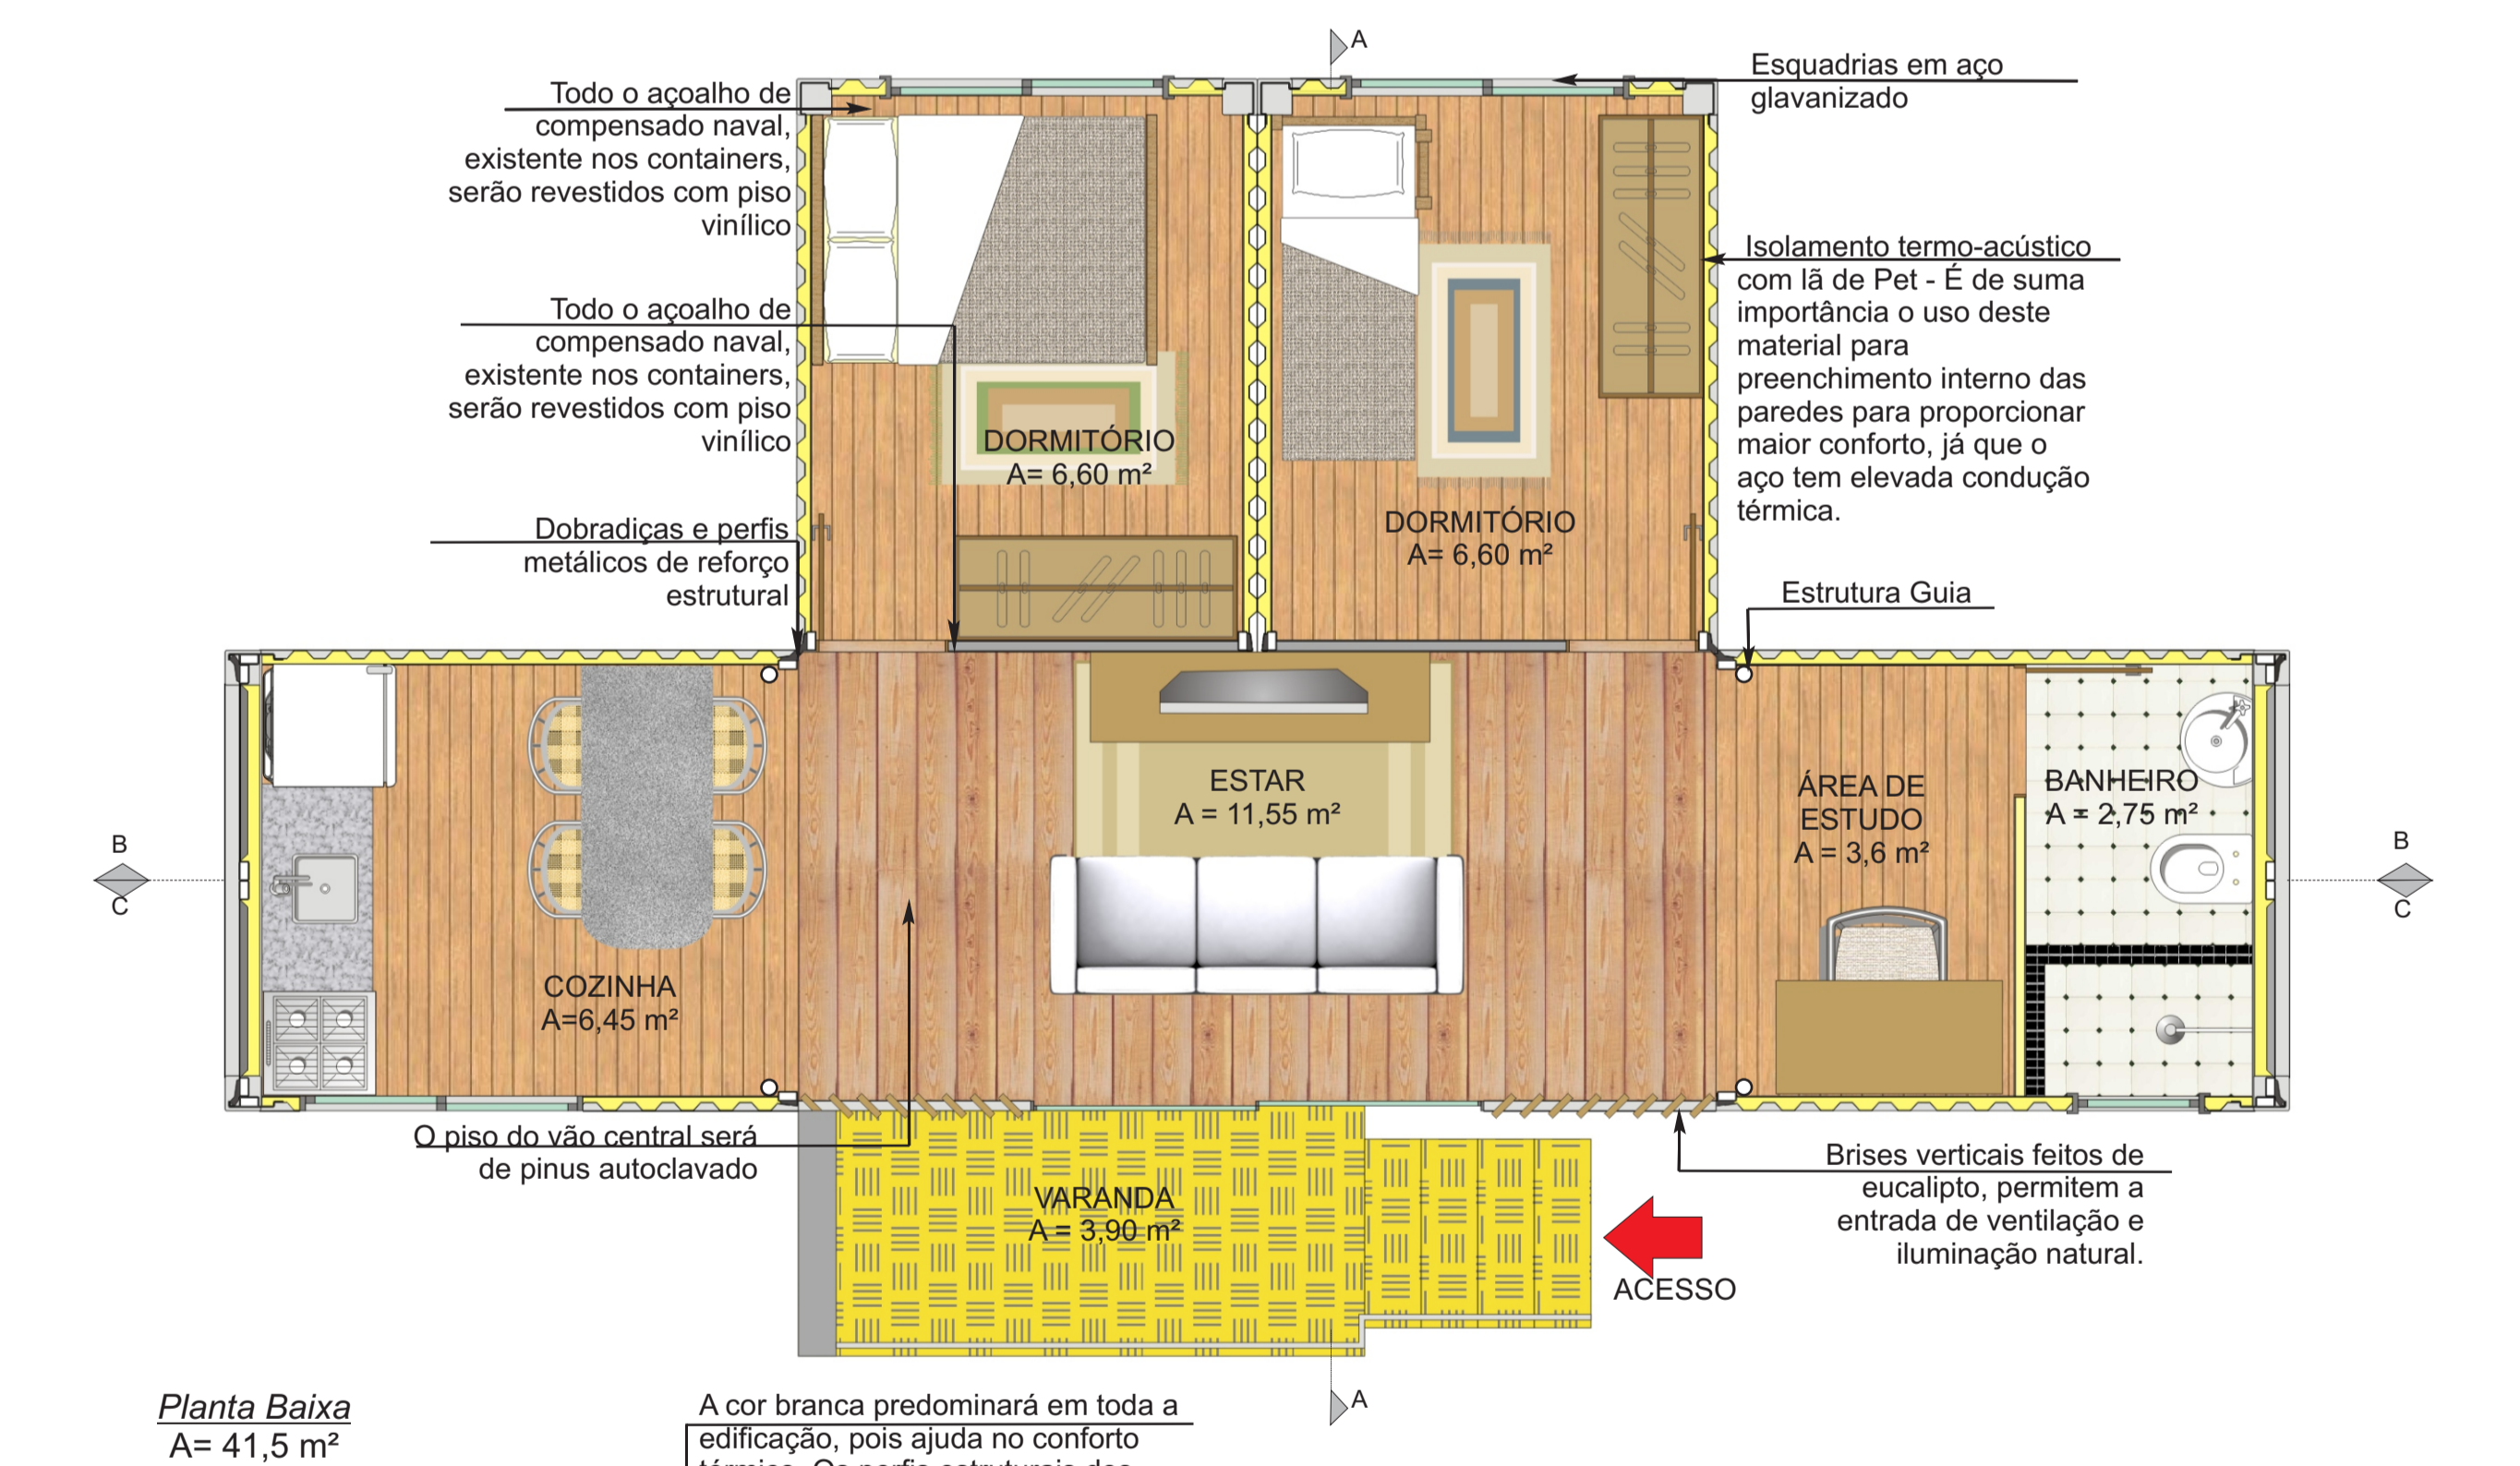 A
Todo o açoalho de
compensado naval,
existente nos containers,
serão revestidos com piso
vinílico
Esquadrias em aço
glavanizado
Todo o açoalho de
compensado naval,
existente nos containers,
serão revestidos com piso
vinílico
Isolamento termo-acústico
com lã de Pet - É de suma
importância o uso deste
material para
preenchimento interno das
paredes para proporcionar
maior conforto, já que o
aço tem elevada condução
térmica.
DORMITÓRIO
A= 6,60 m²
DORMITÓRIO
A= 6,60 m²
Dobradiças e perfis
metálicos de reforço
estrutural
Estrutura Guia
B
C
COZINHA
A=6,45 m²
ESTAR
A = 11,55 m²
ÁREA DE
ESTUDO
A = 3,6 m²
BANHEIRO
A = 2,75 m²
B
C
O piso do vão central será
de pinus autoclavado
VARANDA
A = 3,90 m²
ACESSO
Brises verticais feitos de
eucalipto, permitem a
entrada de ventilação e
iluminação natural.
A
Planta Baixa
A= 41,5 m²
A cor branca predominará em toda a
edificação, pois ajuda no conforto